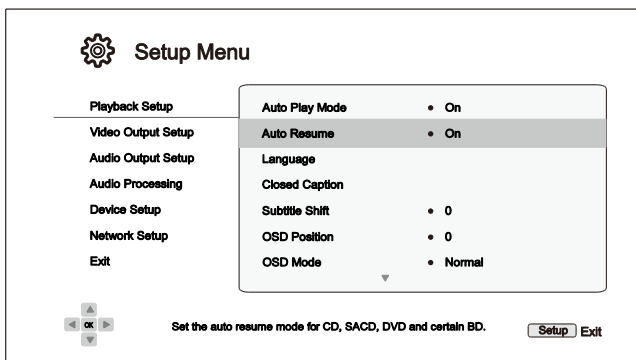 Setup Menu
Playback Setup
Video Output Setup
Audio Output Setup
Audio Processing
Device Setup
Network Setup
Exit
Auto Play Mode • On
Auto Resume • On
Language
Closed Caption
Subtitle Shift • 0
OSD Position • 0
OSD Mode • Normal
OK
Set the auto resume mode for CD, SACD, DVD and certain BD.
Setup Exit